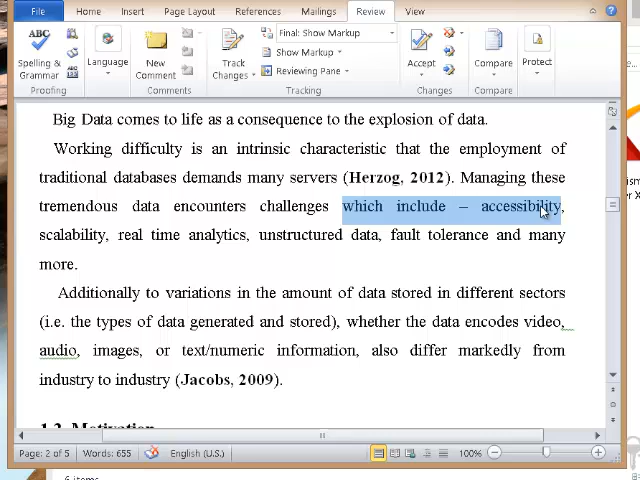 File Home Insert Page Layout References Mailings Review View
Spelling & Grammar
Proofing
Language
New Comment
Comments
Track Changes
Final: Show Markup
Show Markup
Reviewing Pane
Tracking
Accept
Changes
Compare
Compare
Protect
Big Data comes to life as a consequence to the explosion of data.
Working difficulty is an intrinsic characteristic that the employment of
traditional databases demands many servers (Herzog, 2012). Managing these
tremendous data encounters challenges which include – accessibility,
scalability, real time analytics, unstructured data, fault tolerance and many
more.
Additionally to variations in the amount of data stored in different sectors
(i.e. the types of data generated and stored), whether the data encodes video,
audio, images, or text/numeric information, also differ markedly from
industry to industry (Jacobs, 2009).
1.2 Motivation
Page: 2 of 5 Words: 655 English (U.S.) 100%
6 items